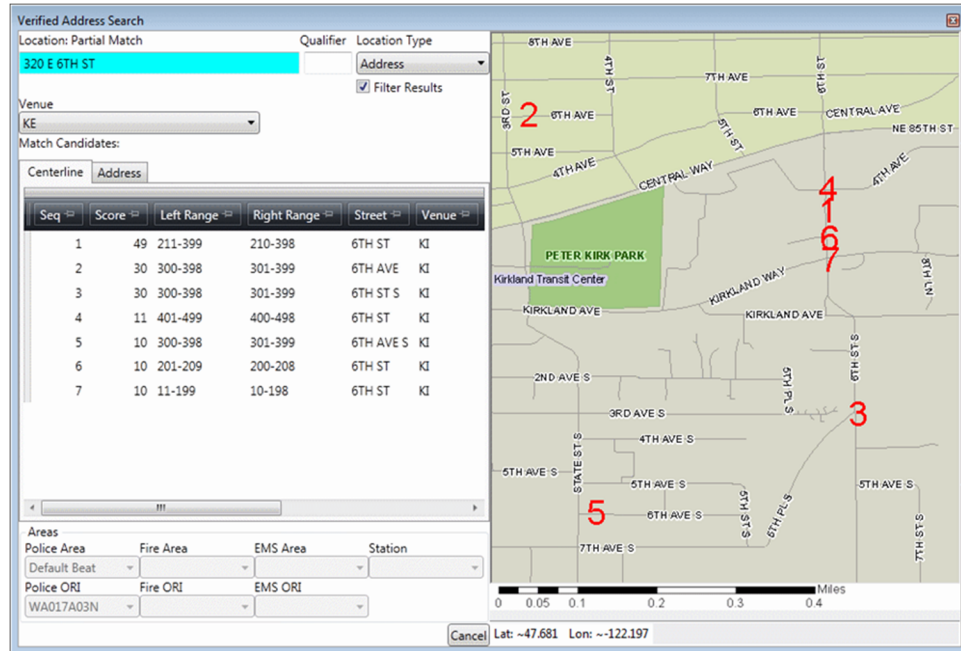 Verified Address Search
Location: Partial Match Qualifier Location Type
320 E 6TH ST Address
Filter Results
Venue
KE
Match Candidates:
Centerline Address
Seq Score Left Range Right Range Street Venue
1 49 211-399 210-398 6TH ST KI
2 30 300-398 301-399 6TH AVE KI
3 30 300-398 301-399 6TH ST S KI
4 11 401-499 400-498 6TH ST KI
5 10 300-398 301-399 6TH AVE S KI
6 10 201-209 200-208 6TH ST KI
7 10 11-199 10-198 6TH ST KI
Areas
Police Area Fire Area EMS Area Station
Default Beat
Police ORI Fire ORI EMS ORI
WA017A03N
Cancel
8TH AVE
4TH ST
6TH ST
7TH AVE
3RD ST
2
6TH AVE
6TH AVE
CENTRAL AVE
5TH ST
NE 85TH ST
5TH AVE
4TH AVE
CENTRAL WAY
4TH AVE
4
1
6
7
PETER KIRK PARK
Kirkland Transit Center
KIRKLAND WAY
8TH LN
KIRKLAND AVE
KIRKLAND AVE
6TH ST S
2ND AVE S
5TH PL S
3RD AVE S
3
4TH AVE S
STATE ST S
5TH AVE S
5TH AVE S
5TH AVE S
5
6TH AVE S
5TH ST S
6TH PL S
7TH ST S
7TH AVE S
Miles
0 0.05 0.1 0.2 0.3 0.4
Lat: ~47.681 Lon: ~-122.197